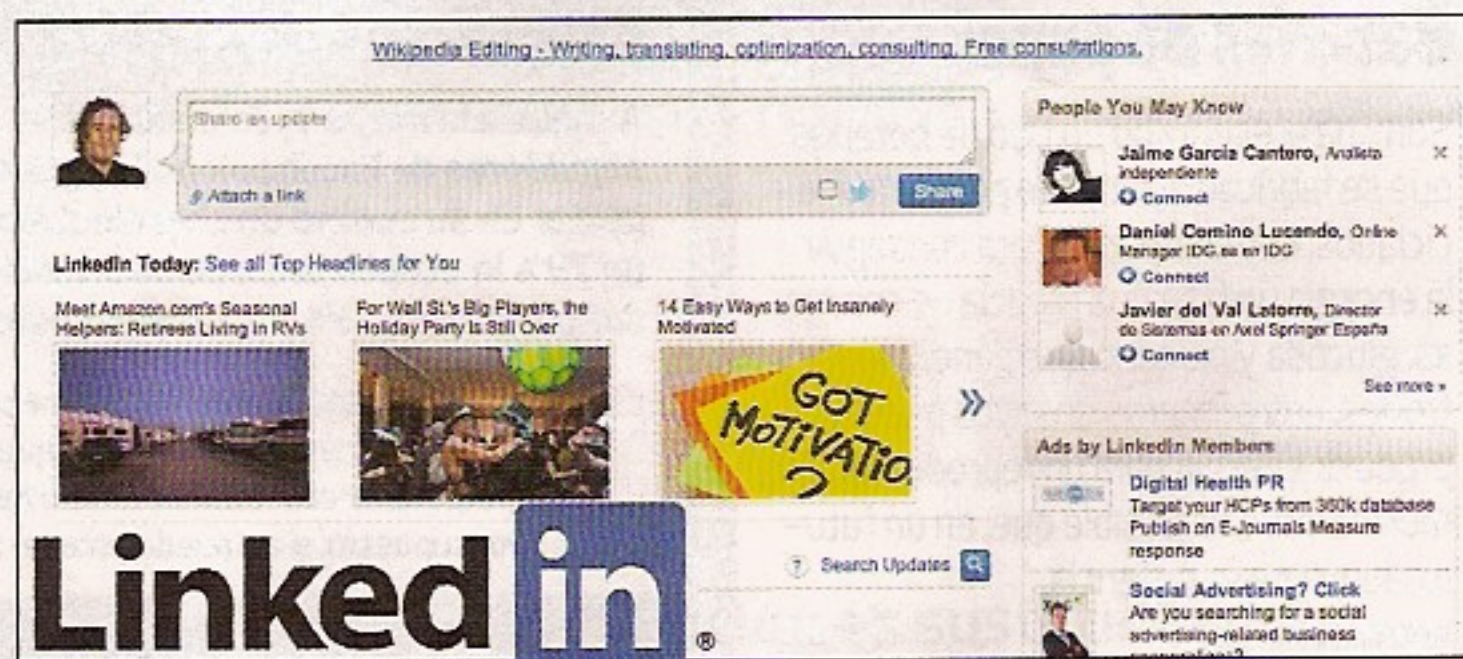 Wikipedia Editing - Writing, translating, optimization, consulting. Free consultations.
Share an update
Attach a link
Share
LinkedIn Today: See all Top Headlines for You
Meet Amazon.com's Seasonal
Helpers: Retirees Living in RVs
For Wall St.'s Big Players, the
Holiday Party Is Still Over
14 Easy Ways to Get Insanely
Motivated
GOT
MOTIVATIO
?
»
? Search Updates
Linked in ®
People You May Know
Jaime Garcia Cantero, Analista
independiente
Connect
Daniel Comino Lucendo, Online
Manager IDG.es en IDG
Connect
Javier del Val Latorre, Director
de Sistemas en Axel Springer España
Connect
See more »
Ads by LinkedIn Members
Digital Health PR
Target your HCPs from 360k database
Publish on E-Journals Measure
response
Social Advertising? Click
Are you searching for a social
advertising-related business